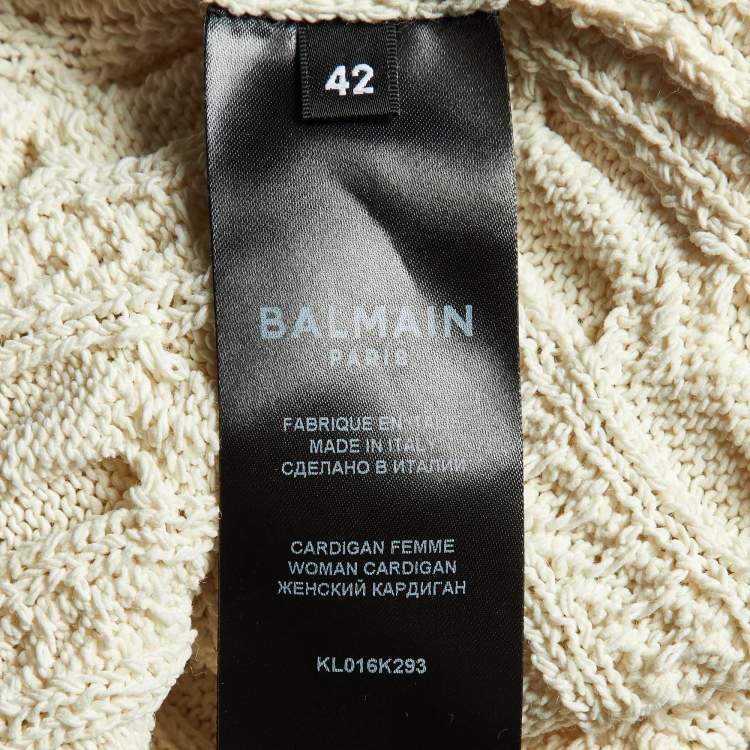 42
BALMAIN
PARIS
FABRIQUE EN ITALIE
MADE IN ITALY
СДЕЛАНО В ИТАЛИИ
CARDIGAN FEMME
WOMAN CARDIGAN
ЖЕНСКИЙ КАРДИГАН
KL016K293